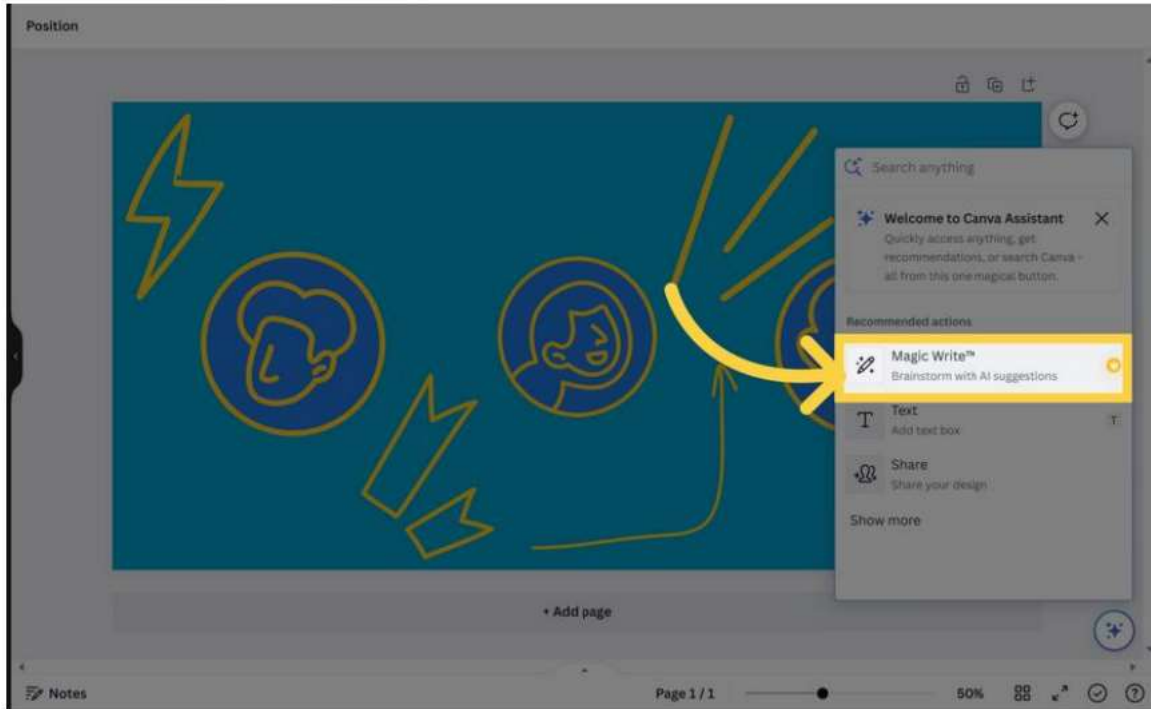 Position
Search anything
Welcome to Canva Assistant
Quickly access anything, get
recommendations, or search Canva -
all from this one magical button.
Recommended actions
Magic Write™
Brainstorm with AI suggestions
Text
Add text box
T
Share
Share your design
Show more
+ Add page
Notes
Page 1 / 1
50%